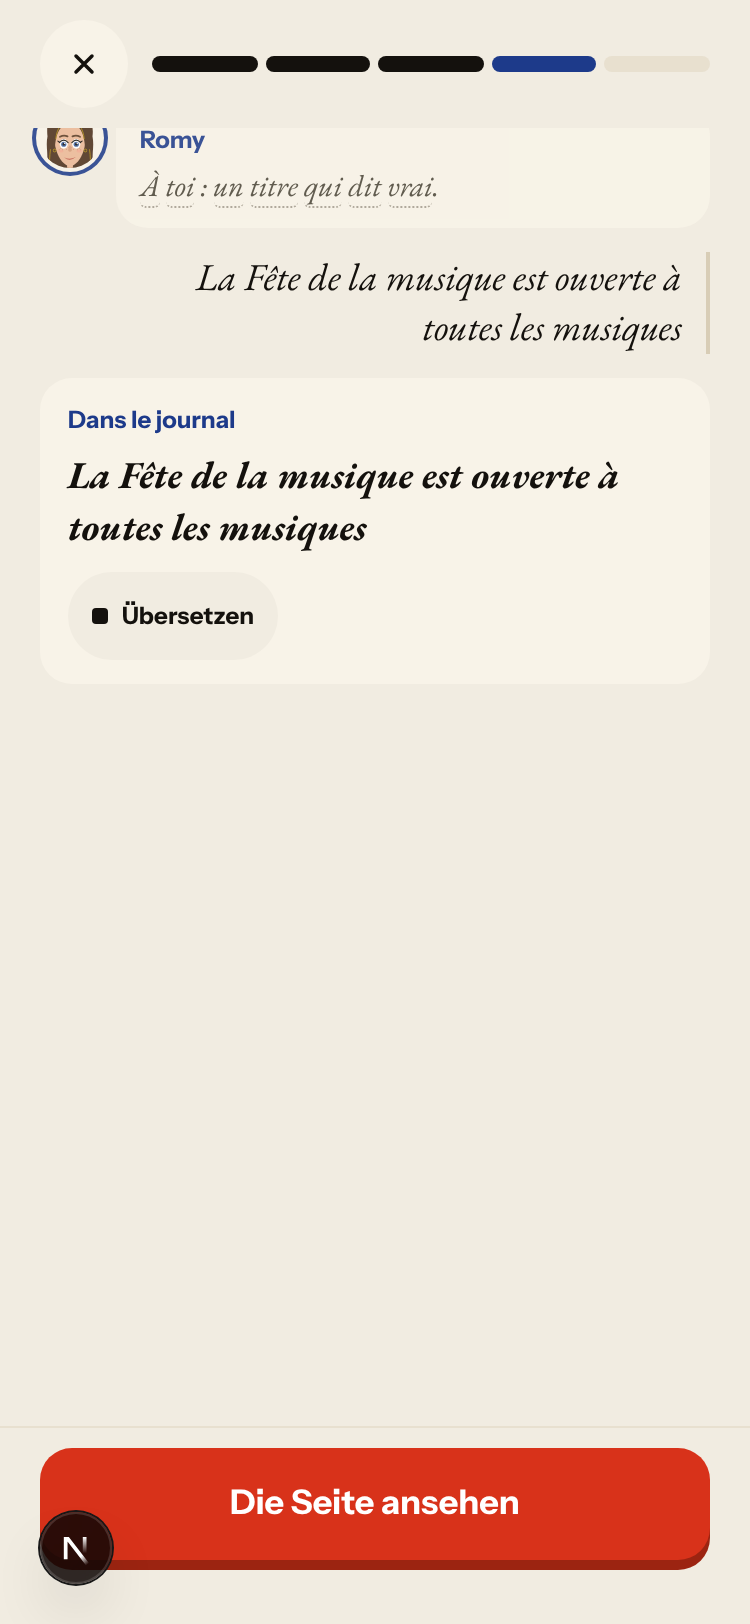 Romy
À toi : un titre qui dit vrai.
La Fête de la musique est ouverte à
toutes les musiques
Dans le journal
La Fête de la musique est ouverte à
toutes les musiques
Übersetzen
Die Seite ansehen
N